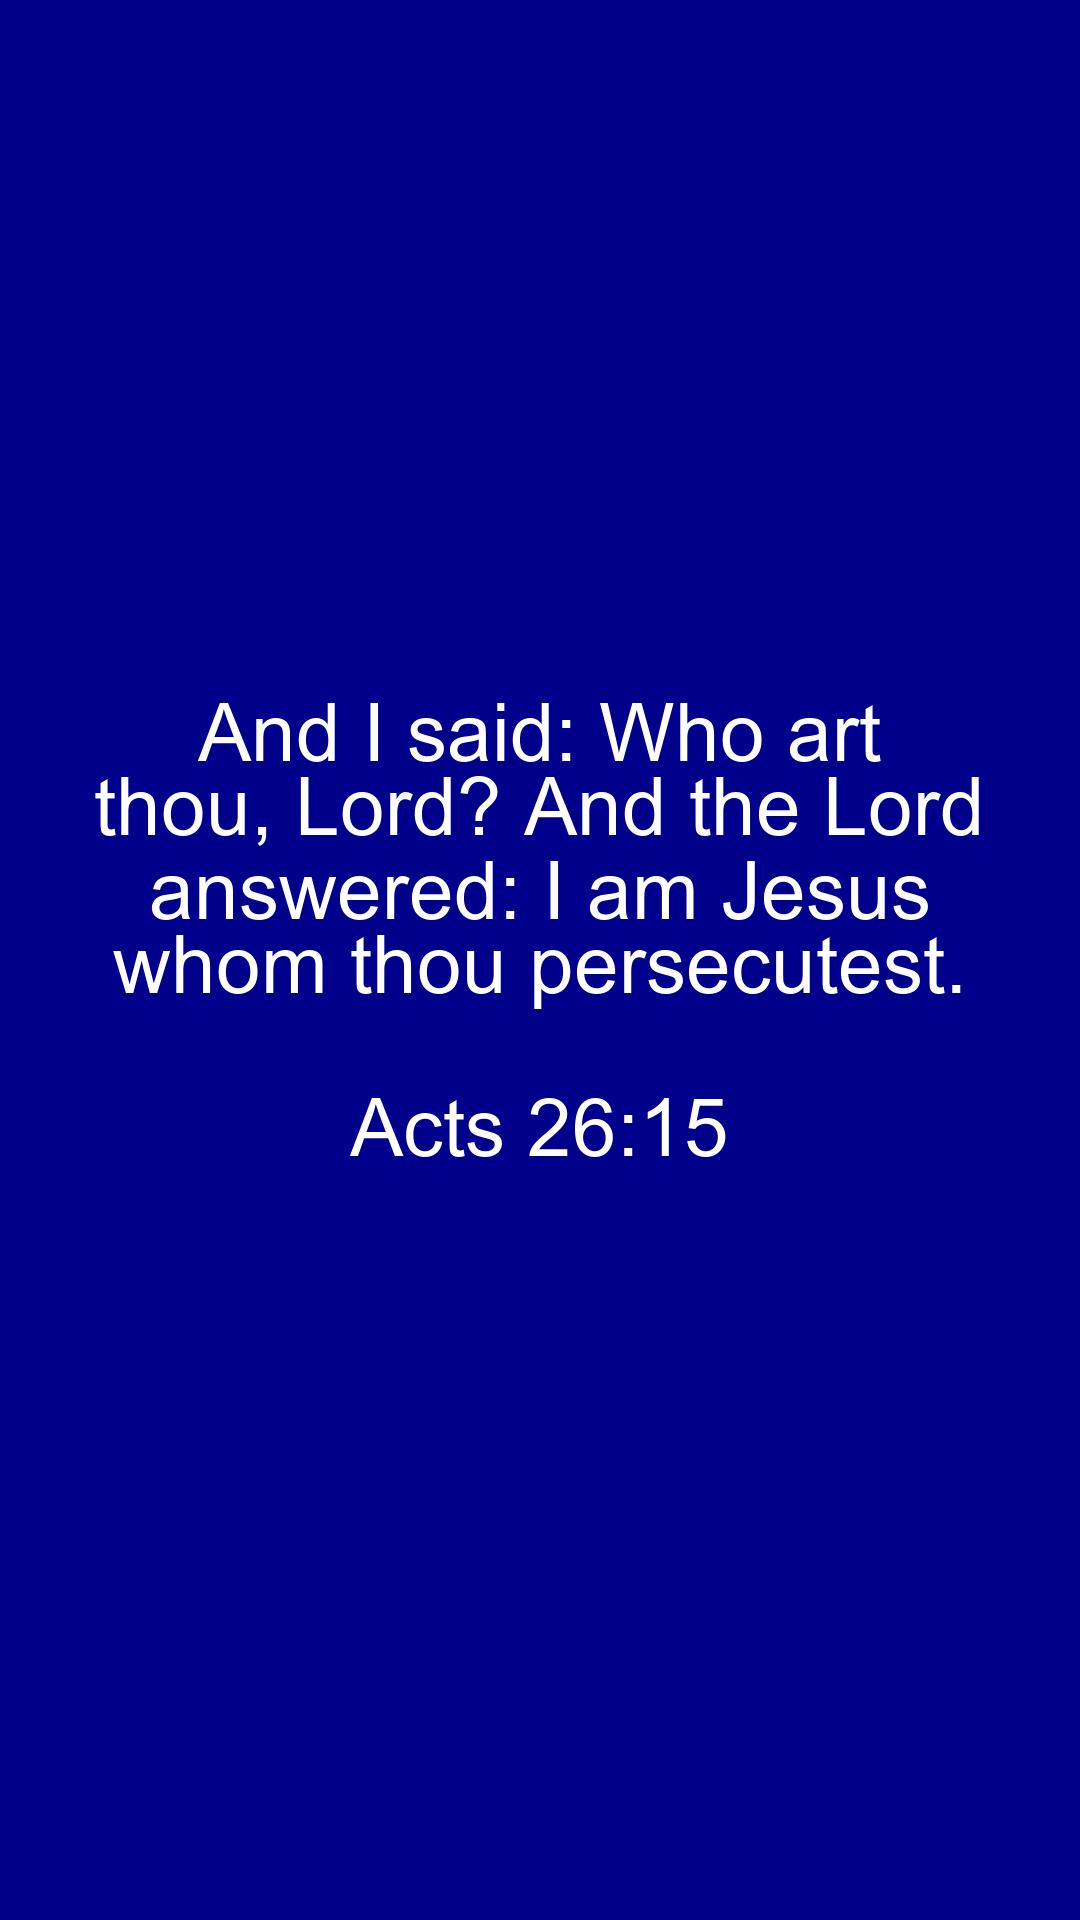 And I said: Who art
thou, Lord? And the Lord
answered: I am Jesus
whom thou persecutest.
Acts 26:15